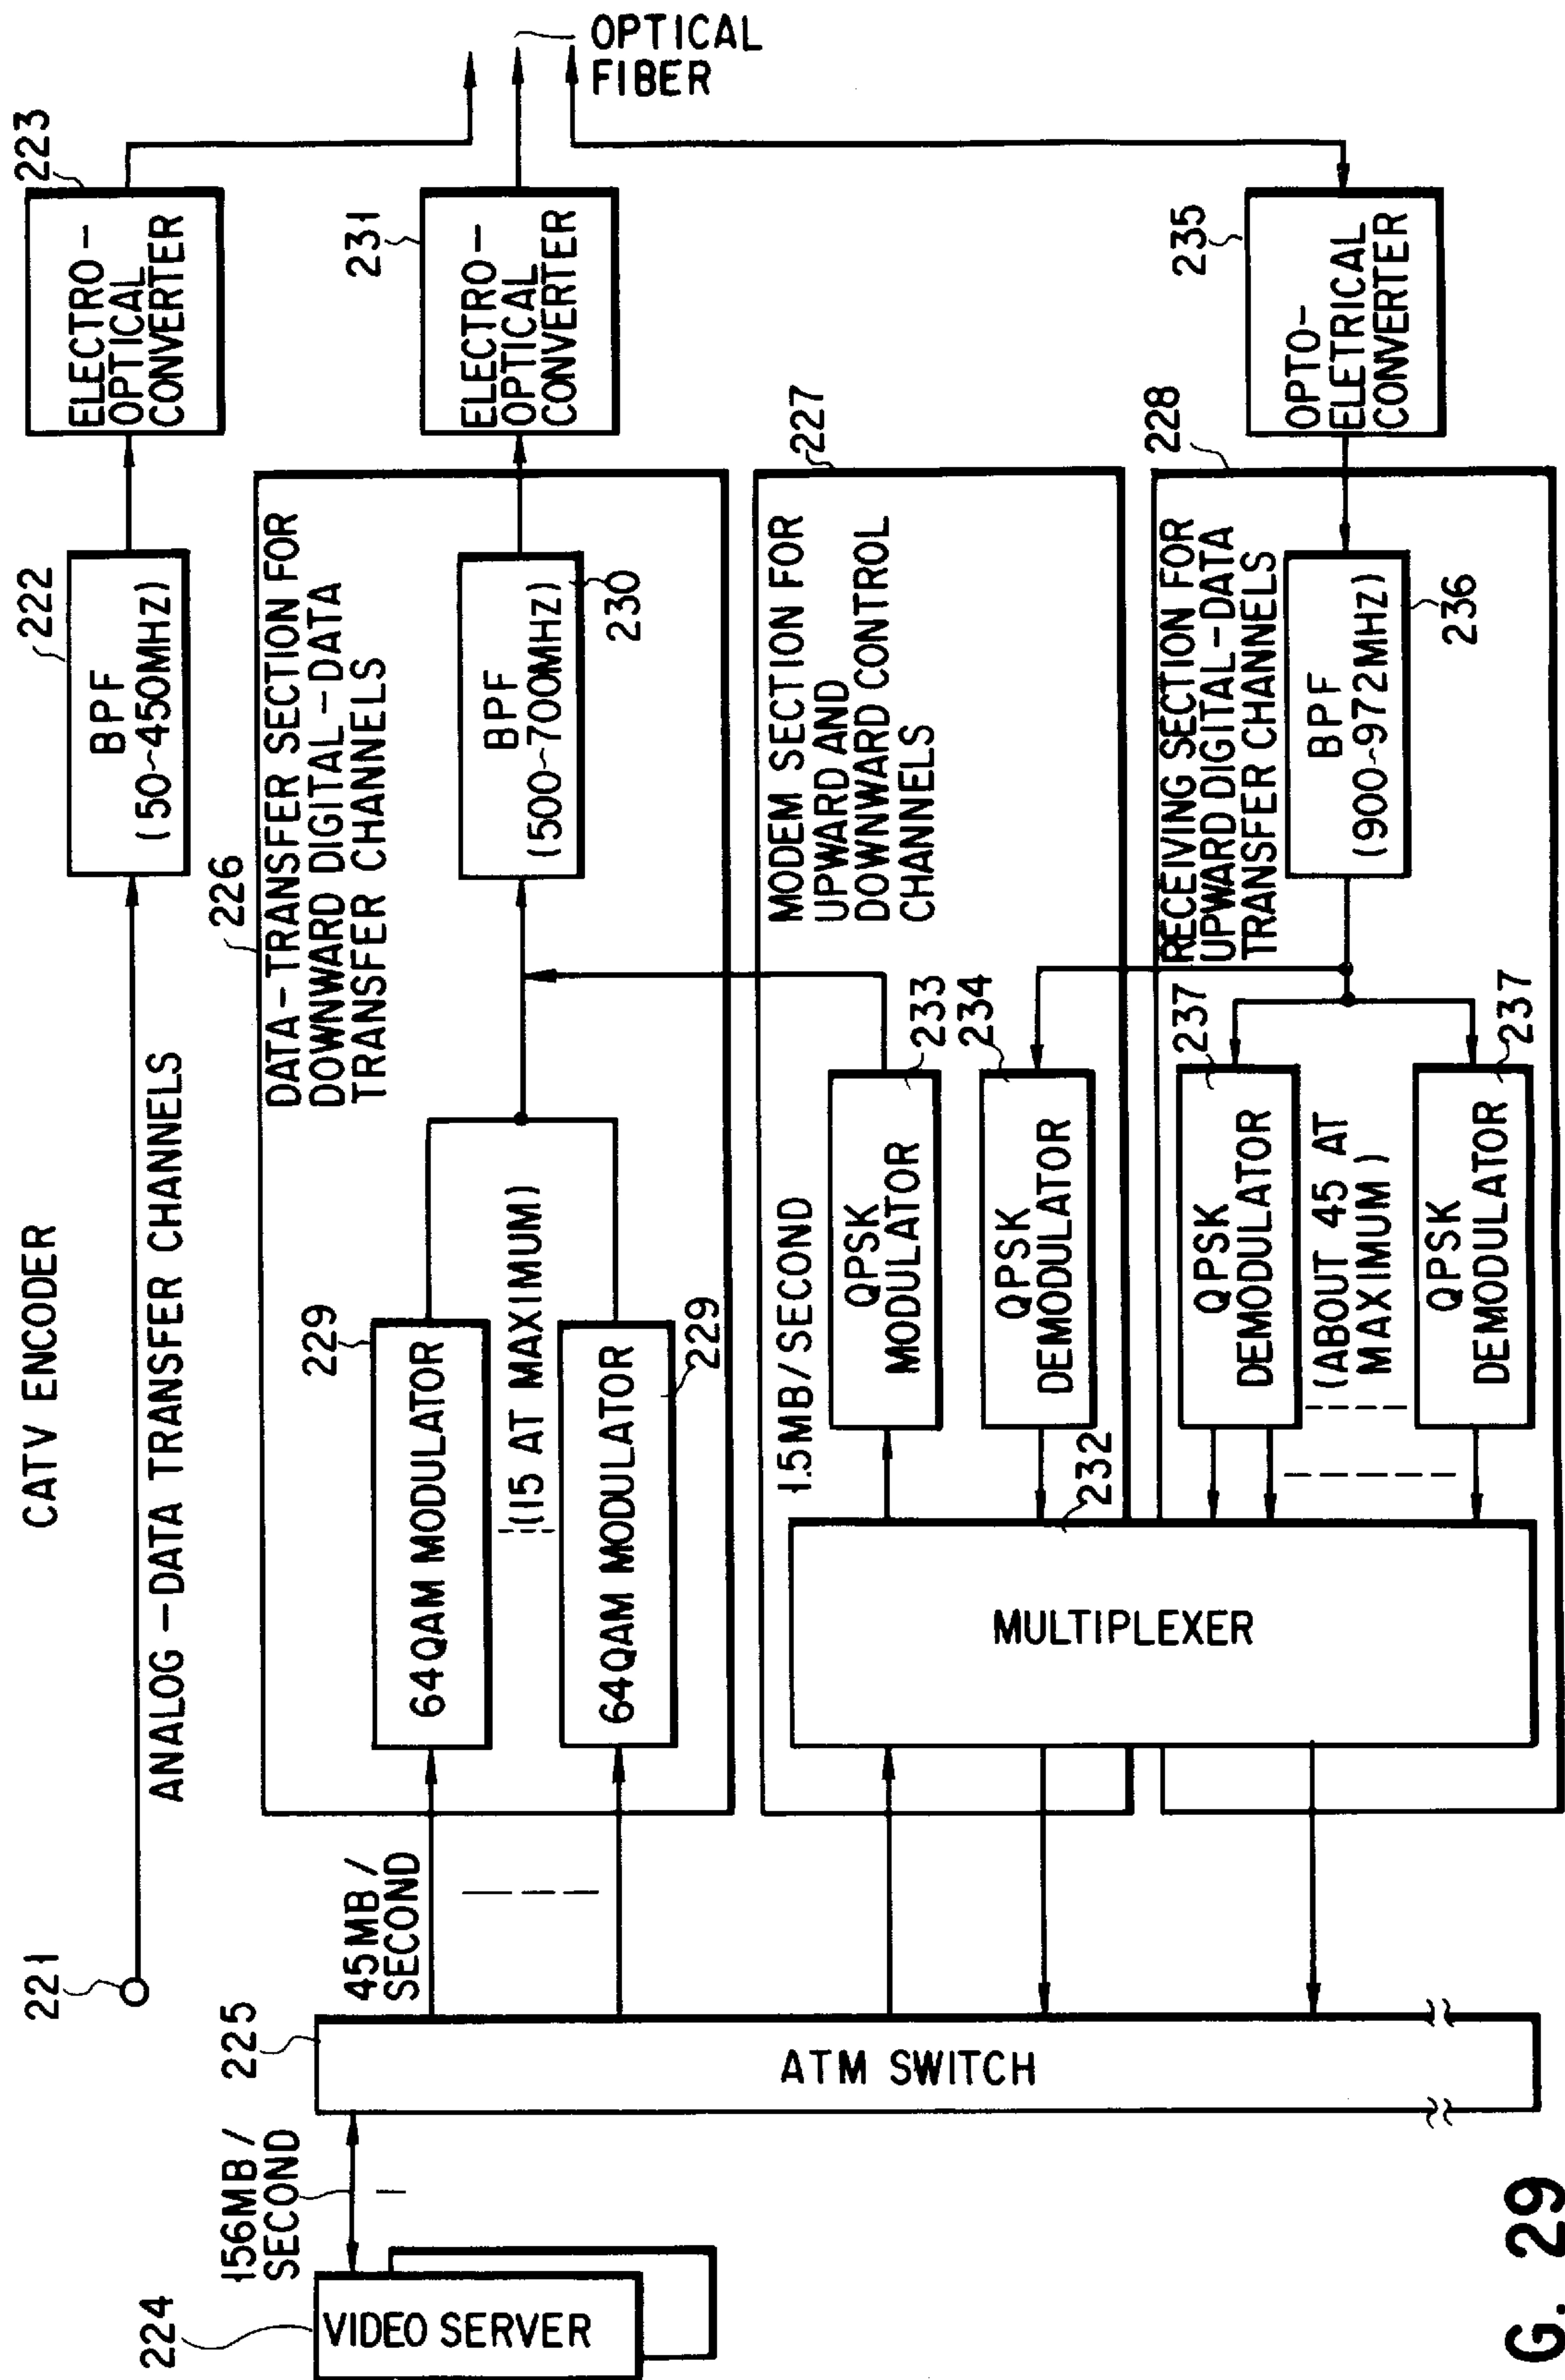 CATV ENCODER
221
ANALOG-DATA TRANSFER CHANNELS
222
BPF
(50~450MHZ)
223
ELECTRO-
OPTICAL
CONVERTER
OPTICAL
FIBER
224
VIDEO SERVER
156MB/
SECOND
225
ATM SWITCH
45MB/
SECOND
226
DATA-TRANSFER SECTION FOR
DOWNWARD DIGITAL-DATA
TRANSFER CHANNELS
229
64QAM MODULATOR
(15 AT MAXIMUM)
64QAM MODULATOR
229
BPF
(500~700MHZ)
230
231
ELECTRO-
OPTICAL
CONVERTER
227
MODEM SECTION FOR
UPWARD AND
DOWNWARD CONTROL
CHANNELS
1.5MB/SECOND
QPSK
MODULATOR
233
234
QPSK
DEMODULATOR
232
MULTIPLEXER
228
RECEIVING SECTION FOR
UPWARD DIGITAL-DATA
TRANSFER CHANNELS
237
QPSK
DEMODULATOR
(ABOUT 45 AT
MAXIMUM)
237
QPSK
DEMODULATOR
BPF
(900~972MHZ)
236
235
OPTO-
ELETRICAL
CONVERTER
G. 29